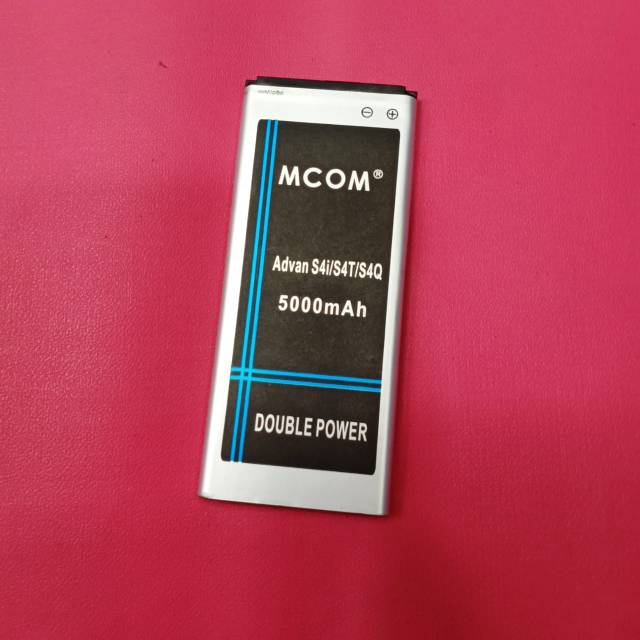 ⊖ ⊕
MCOM®
Advan S4i/S4T/S4Q
5000mAh
DOUBLE POWER